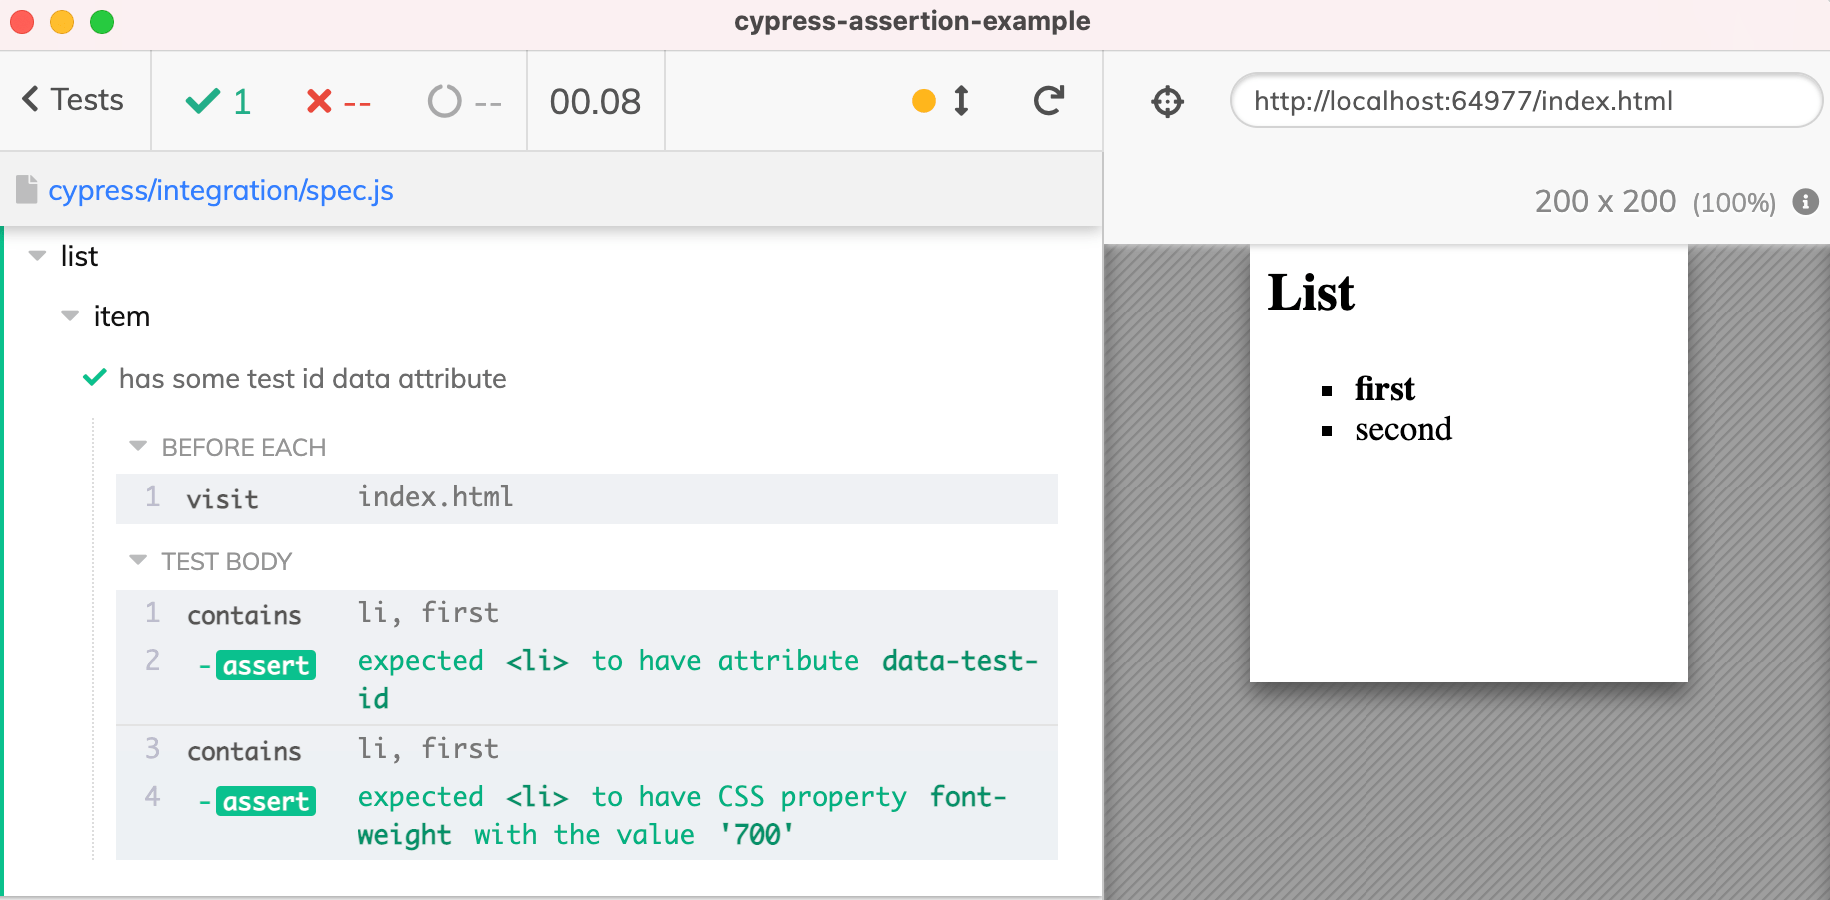 cypress-assertion-example
Tests
1
--
--
00.08
http://localhost:64977/index.html
cypress/integration/spec.js
200 x 200 (100%)
list
item
has some test id data attribute
BEFORE EACH
1 visit index.html
TEST BODY
1 contains li, first
2 -assert expected <li> to have attribute data-test-
id
3 contains li, first
4 -assert expected <li> to have CSS property font-
weight with the value '700'
List
first
second